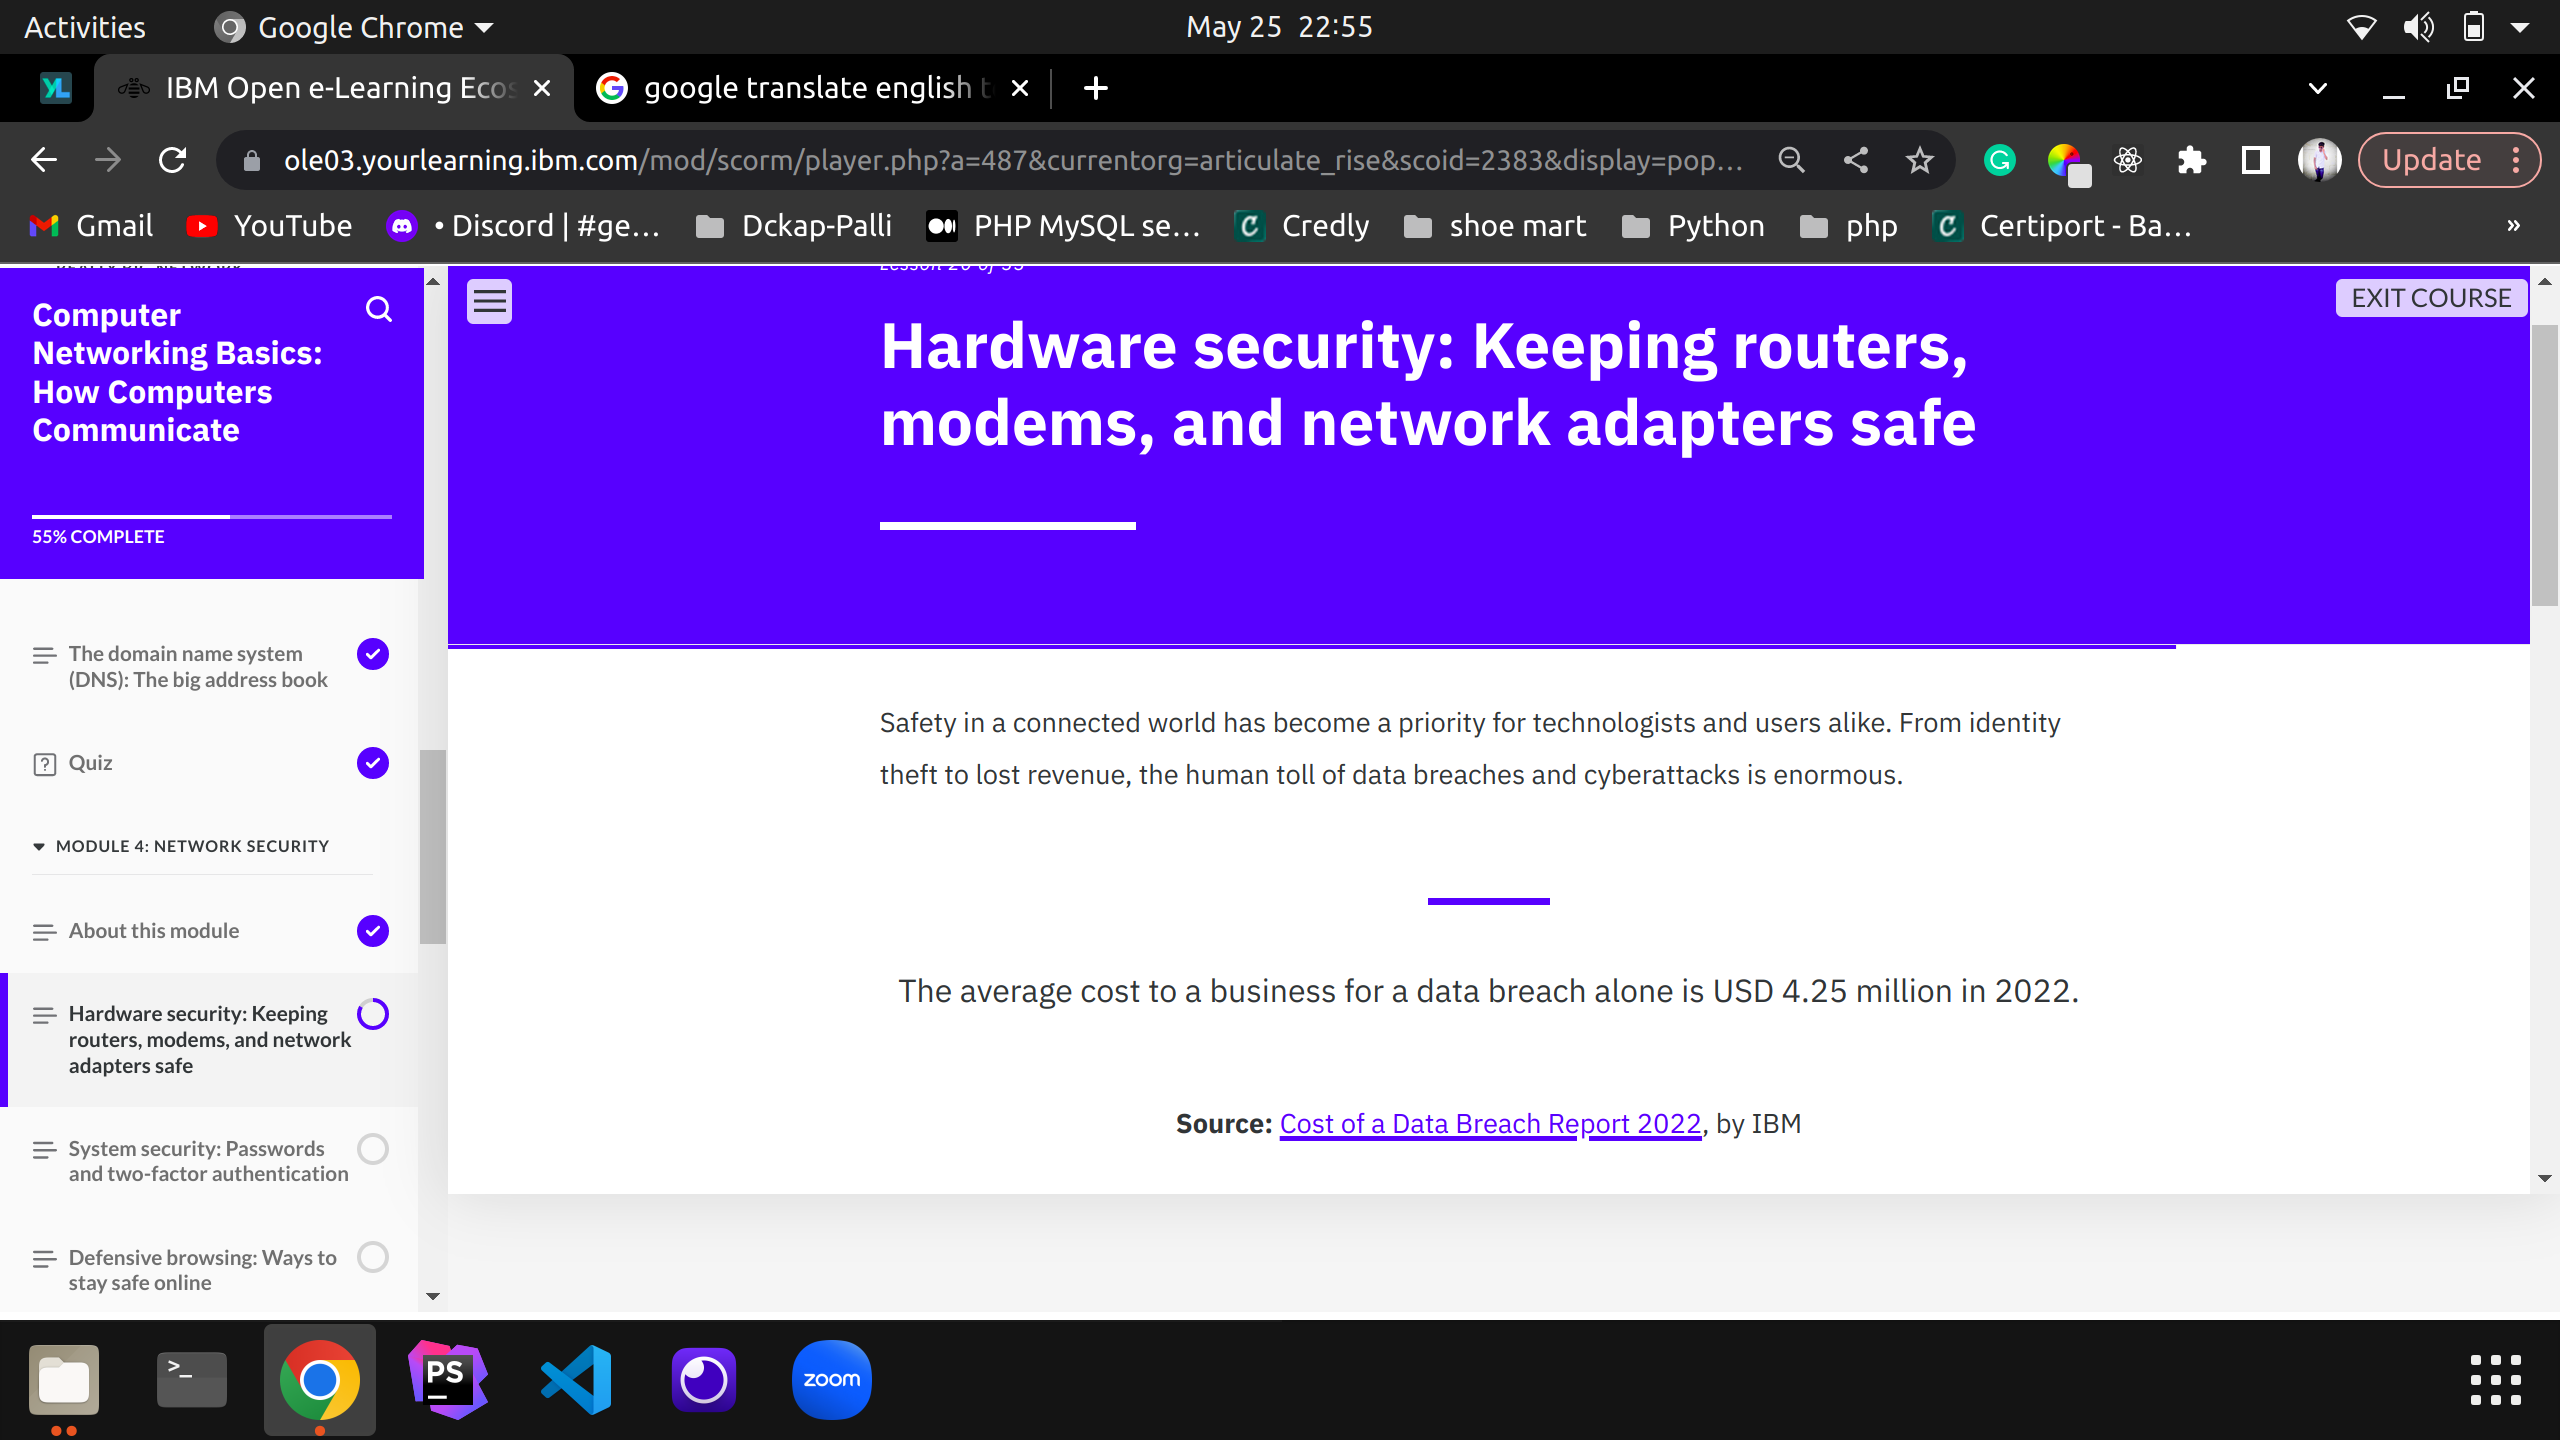 Activities
Google Chrome
May 25 22:55
IBM Open e-Learning Ecos
google translate english t
ole03.yourlearning.ibm.com/mod/scorm/player.php?a=487&currentorg=articulate_rise&scoid=2383&display=pop...
Update
Gmail
YouTube
• Discord | #ge...
Dckap-Palli
PHP MySQL se...
Credly
shoe mart
Python
php
Certiport - Ba...
»
Computer
Networking Basics:
How Computers
Communicate
55% COMPLETE
The domain name system
(DNS): The big address book
Quiz
MODULE 4: NETWORK SECURITY
About this module
Hardware security: Keeping
routers, modems, and network
adapters safe
System security: Passwords
and two-factor authentication
Defensive browsing: Ways to
stay safe online
EXIT COURSE
Hardware security: Keeping routers,
modems, and network adapters safe
Safety in a connected world has become a priority for technologists and users alike. From identity
theft to lost revenue, the human toll of data breaches and cyberattacks is enormous.
The average cost to a business for a data breach alone is USD 4.25 million in 2022.
Source: Cost of a Data Breach Report 2022, by IBM
PS
zoom